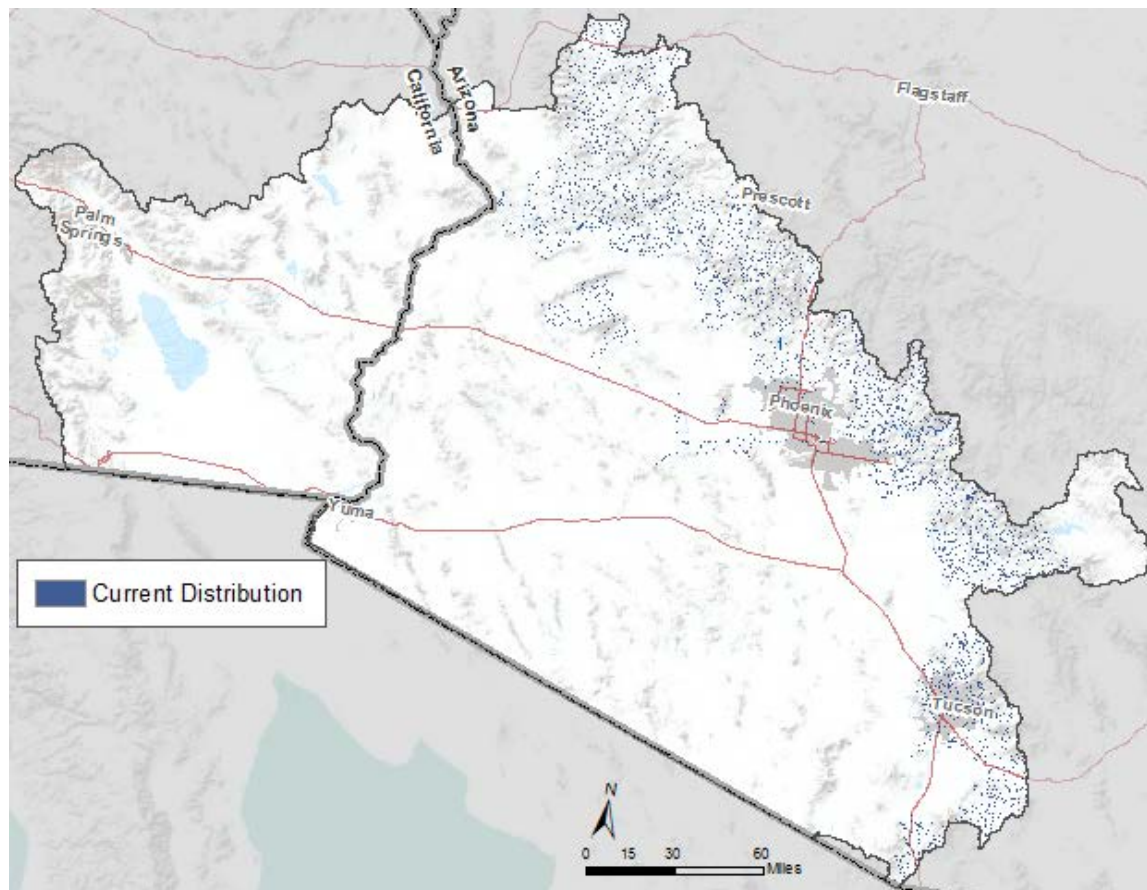 California
Arizona
Flagstaff
Prescott
Palm
Springs
Phoenix
Yuma
Current Distribution
Tucson
N
0 15 30 60
Miles